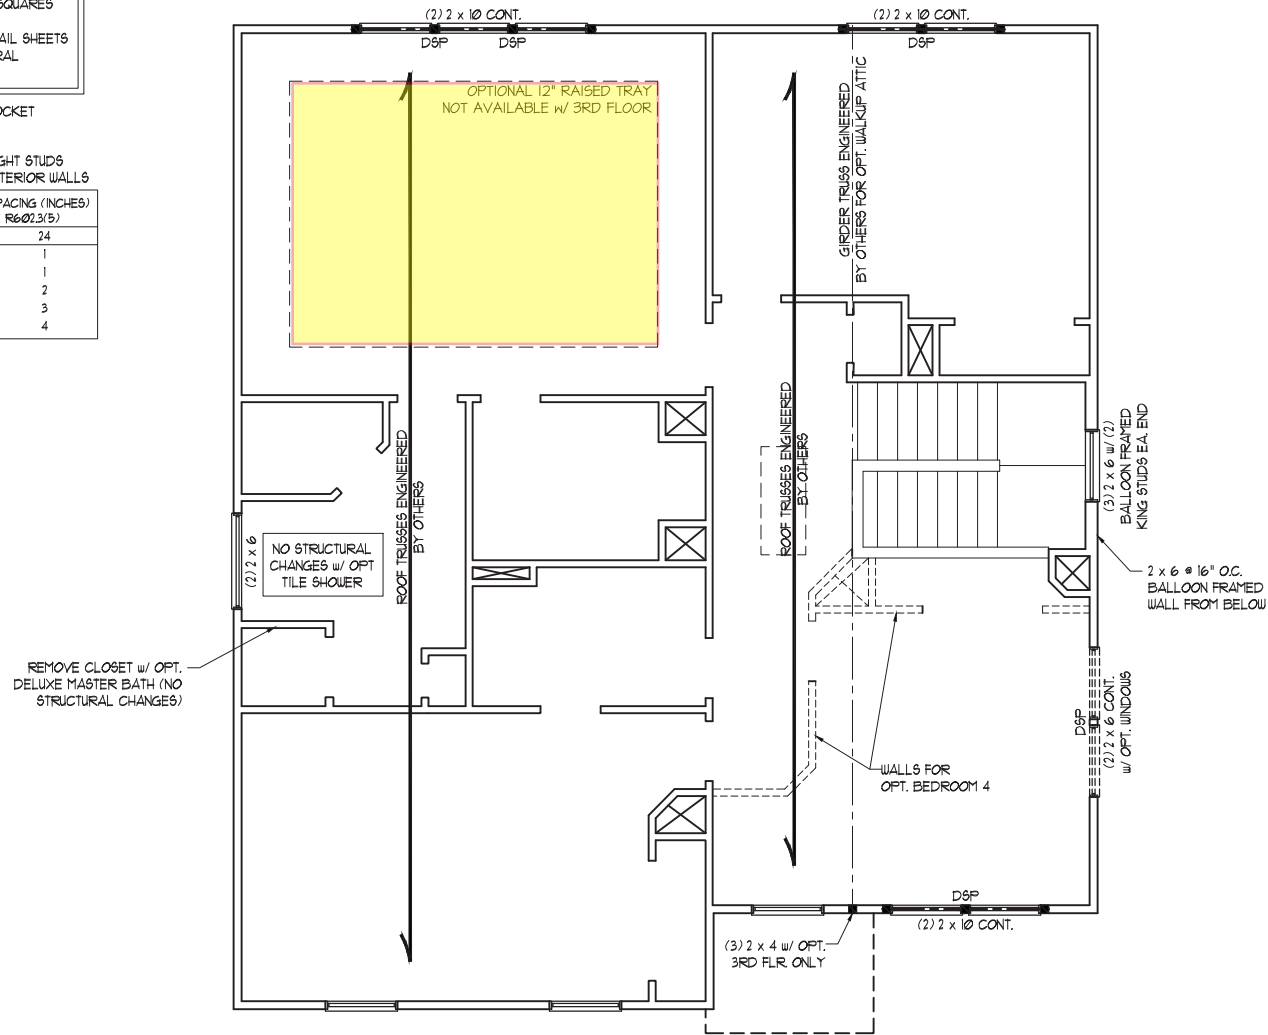 SQUARES
AIL SHEETS
RAL
OCKET
GHT STUDS
TERIOR WALLS
PACING (INCHES)
R602.3(5)
24
1
1
2
3
4
(2) 2 x 10 CONT.
DSP
DSP
(2) 2 x 10 CONT.
DSP
OPTIONAL 12" RAISED TRAY
NOT AVAILABLE w/ 3RD FLOOR
GIRDER TRUSS ENGINEERED
BY OTHERS FOR OPT. WALKUP ATTIC
ROOF TRUSSES ENGINEERED
BY OTHERS
ROOF TRUSSES ENGINEERED
BY OTHERS
(3) 2 x 6 w/ (2)
BALLOON FRAMED
KING STUDS EA. END
(2) 2 x 6
NO STRUCTURAL
CHANGES w/ OPT
TILE SHOWER
2 x 6 @ 16" O.C.
BALLOON FRAMED
WALL FROM BELOW
REMOVE CLOSET w/ OPT.
DELUXE MASTER BATH (NO
STRUCTURAL CHANGES)
DSP
(2) 2 x 6 CONT.
w/ OPT. WINDOWS
WALLS FOR
OPT. BEDROOM 4
DSP
(2) 2 x 10 CONT.
(3) 2 x 4 w/ OPT.
3RD FLR. ONLY